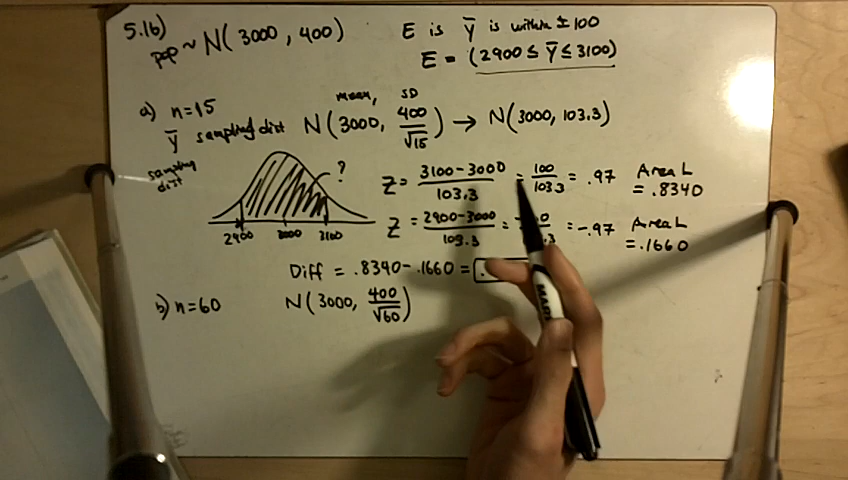 5.16)
pop ~ N(3000, 400)
E is Ȳ is within ± 100
E = (2900 ≤ Ȳ ≤ 3100)
a) n=15
mean, SD
Ȳ sampling dist N(3000, 400/√15) → N(3000, 103.3)
sampling dist
?
2900 3000 3100
Z = 3100-3000/103.3 = 100/103.3 = .97 Area L = .8340
Z = 2900-3000/103.3 = = -.97 Area L = .1660
Diff = .8340 - .1660 =
b) n=60 N(3000, 400/√60)